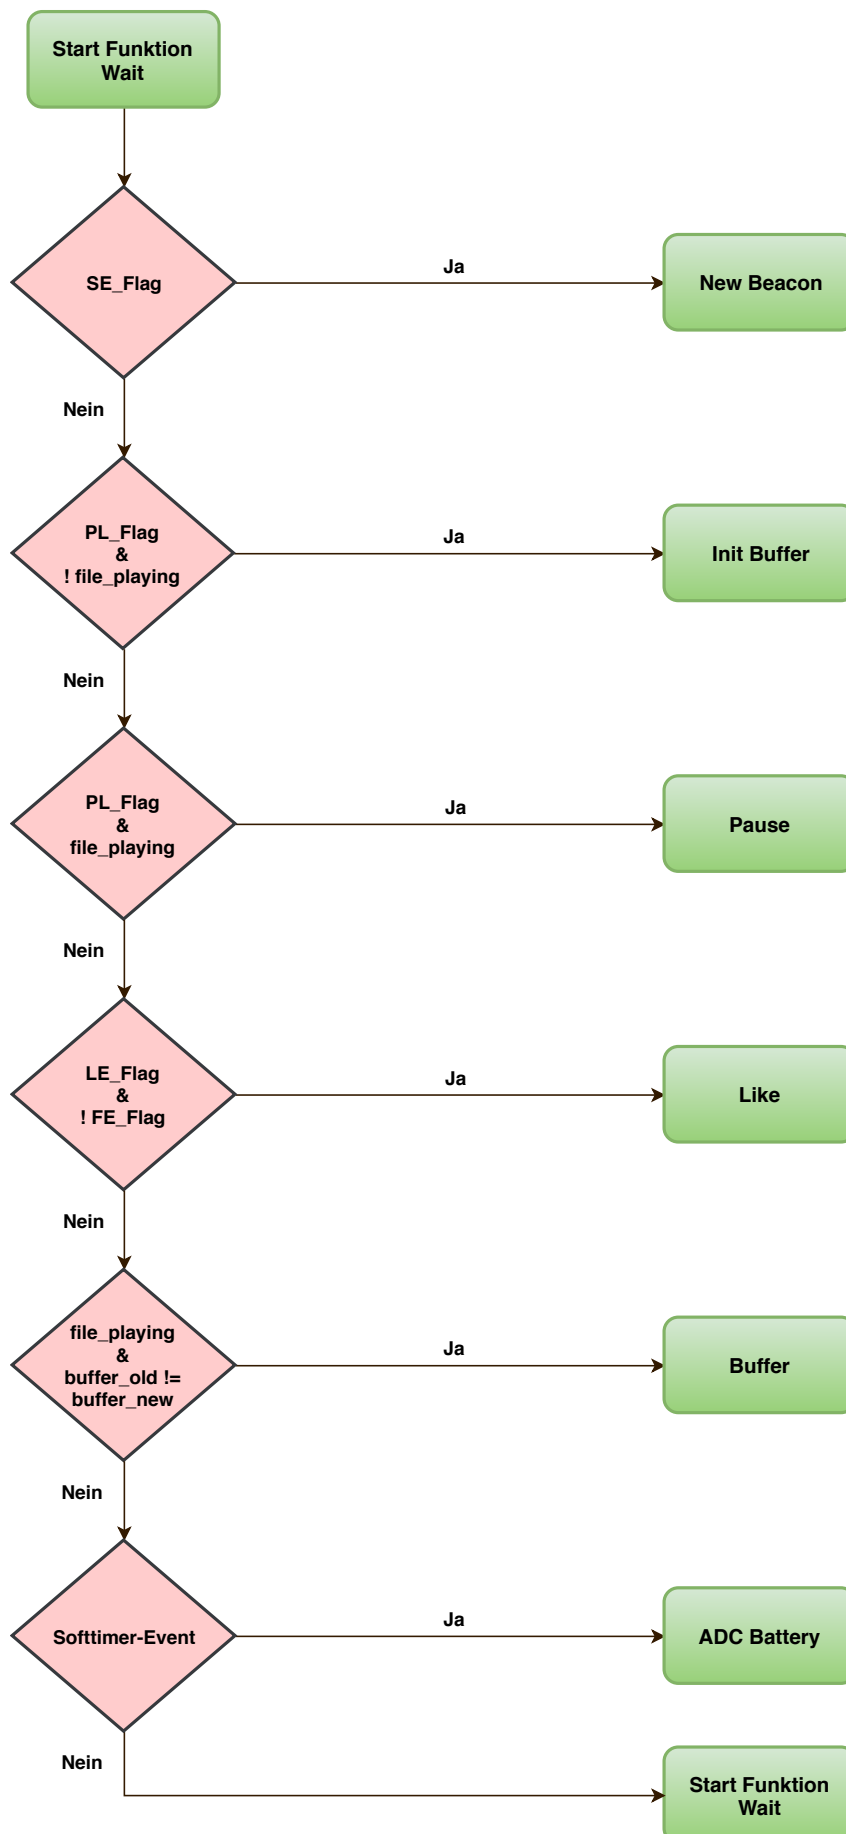 Start Funktion
Wait
SE_Flag
Ja
New Beacon
Nein
PL_Flag
&
! file_playing
Ja
Init Buffer
Nein
PL_Flag
&
file_playing
Ja
Pause
Nein
LE_Flag
&
! FE_Flag
Ja
Like
Nein
file_playing
&
buffer_old !=
buffer_new
Ja
Buffer
Nein
Softtimer-Event
Ja
ADC Battery
Nein
Start Funktion
Wait